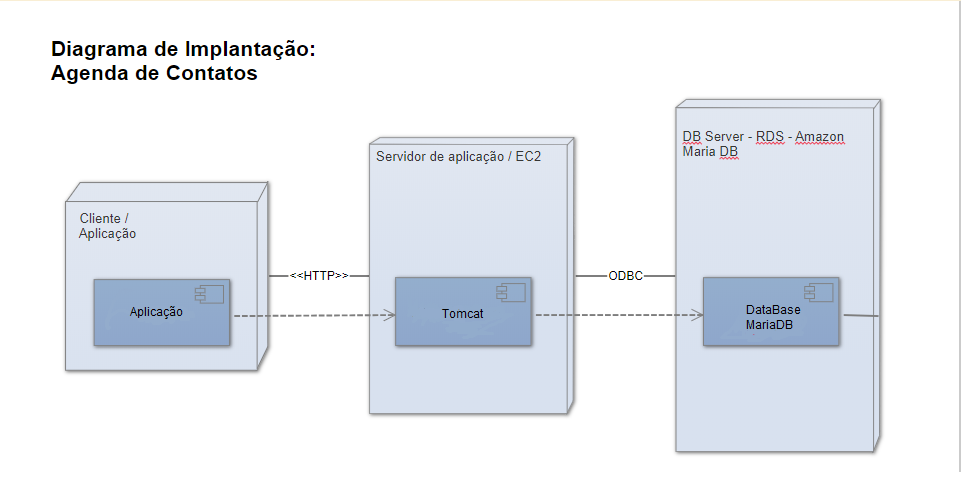 Diagrama de Implantação:
Agenda de Contatos
Cliente /
Aplicação
Aplicação
<<HTTP>>
Servidor de aplicação / EC2
Tomcat
ODBC
DB Server - RDS - Amazon
Maria DB
DataBase
MariaDB